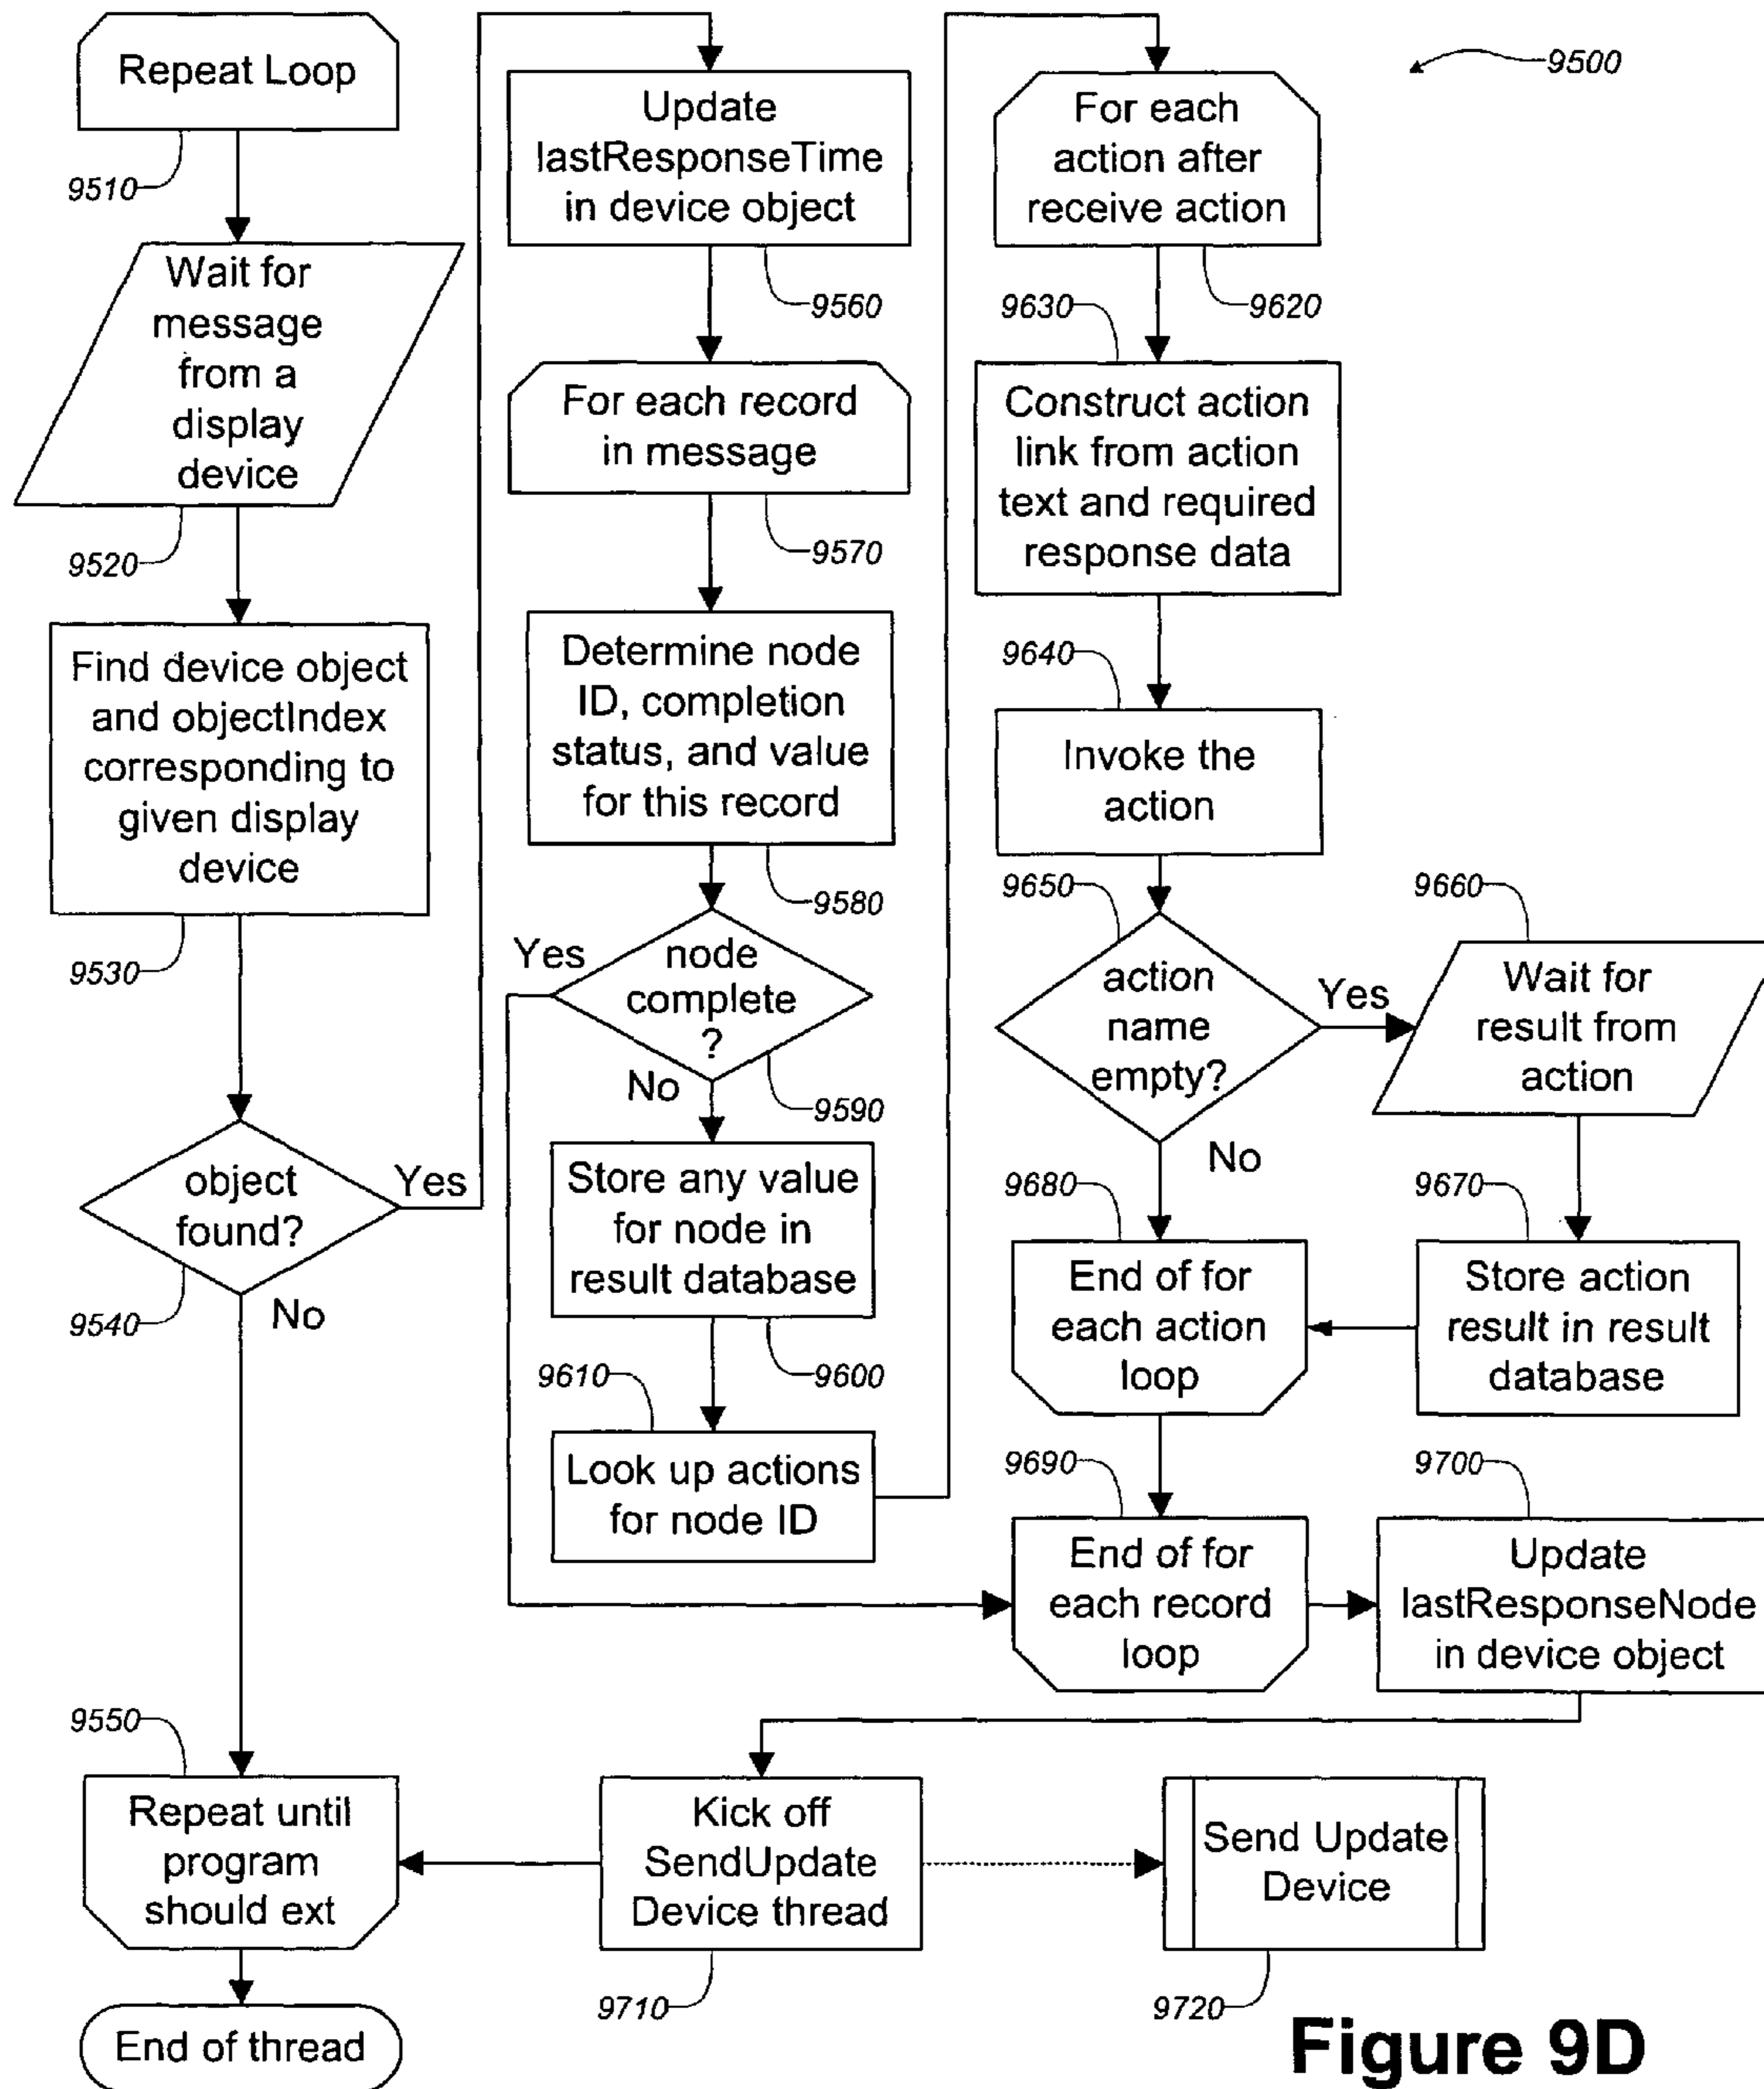 Repeat Loop
9510
Wait for
message
from a
display
device
9520
Find device object
and objectIndex
corresponding to
given display
device
9530
object
found?
Yes
No
9540
9550
Repeat until
program
should ext
End of thread
Update
lastResponseTime
in device object
9560
For each record
in message
9570
Determine node
ID, completion
status, and value
for this record
9580
Yes
node
complete
?
No
9590
Store any value
for node in
result database
9600
9610
Look up actions
for node ID
9500
For each
action after
receive action
9620
9630
Construct action
link from action
text and required
response data
9640
Invoke the
action
9650
action
name
empty?
Yes
No
9660
Wait for
result from
action
9670
Store action
result in result
database
9680
End of for
each action
loop
9690
End of for
each record
loop
9700
Update
lastResponseNode
in device object
Kick off
SendUpdate
Device thread
9710
Send Update
Device
9720
Figure 9D